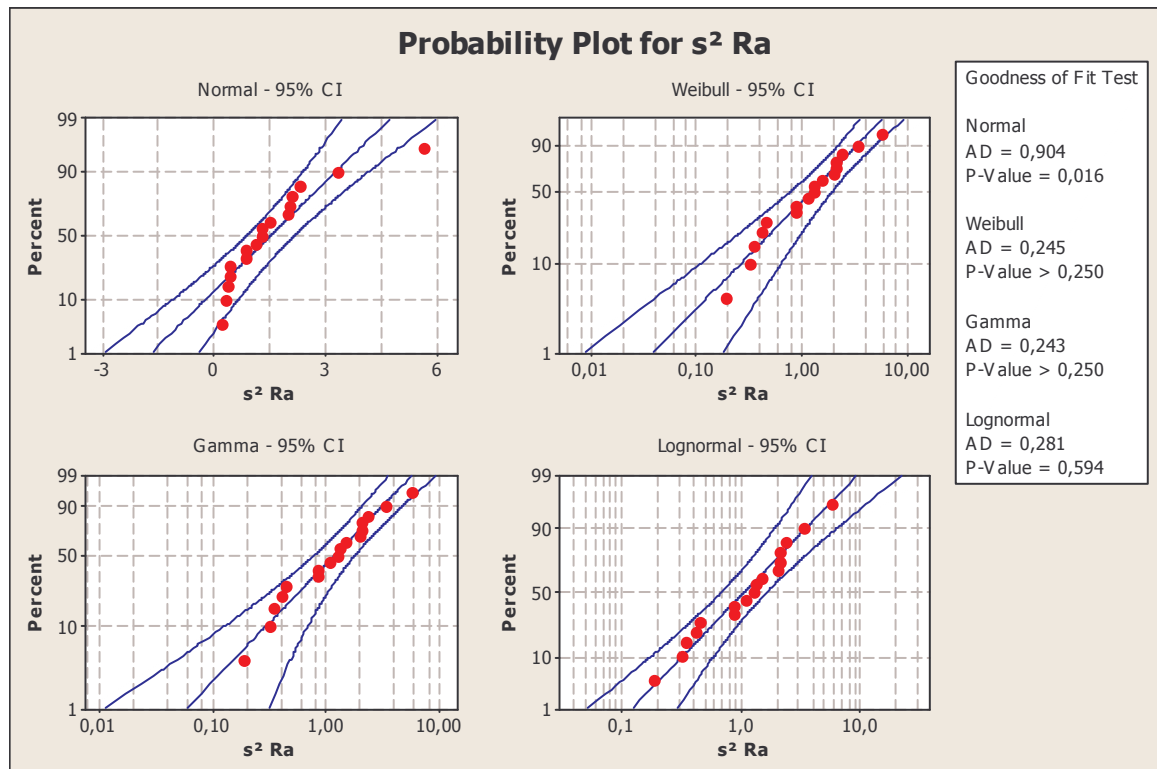 Probability Plot for s² Ra
Normal - 95% CI
99
90
50
10
1
Percent
-3 0 3 6
s² Ra
Weibull - 95% CI
90
50
10
1
Percent
0,01 0,10 1,00 10,00
s² Ra
Gamma - 95% CI
99
90
50
10
1
Percent
0,01 0,10 1,00 10,00
s² Ra
Lognormal - 95% CI
99
90
50
10
1
Percent
0,1 1,0 10,0
s² Ra
Goodness of Fit Test
Normal
AD = 0,904
P-Value = 0,016
Weibull
AD = 0,245
P-Value > 0,250
Gamma
AD = 0,243
P-Value > 0,250
Lognormal
AD = 0,281
P-Value = 0,594